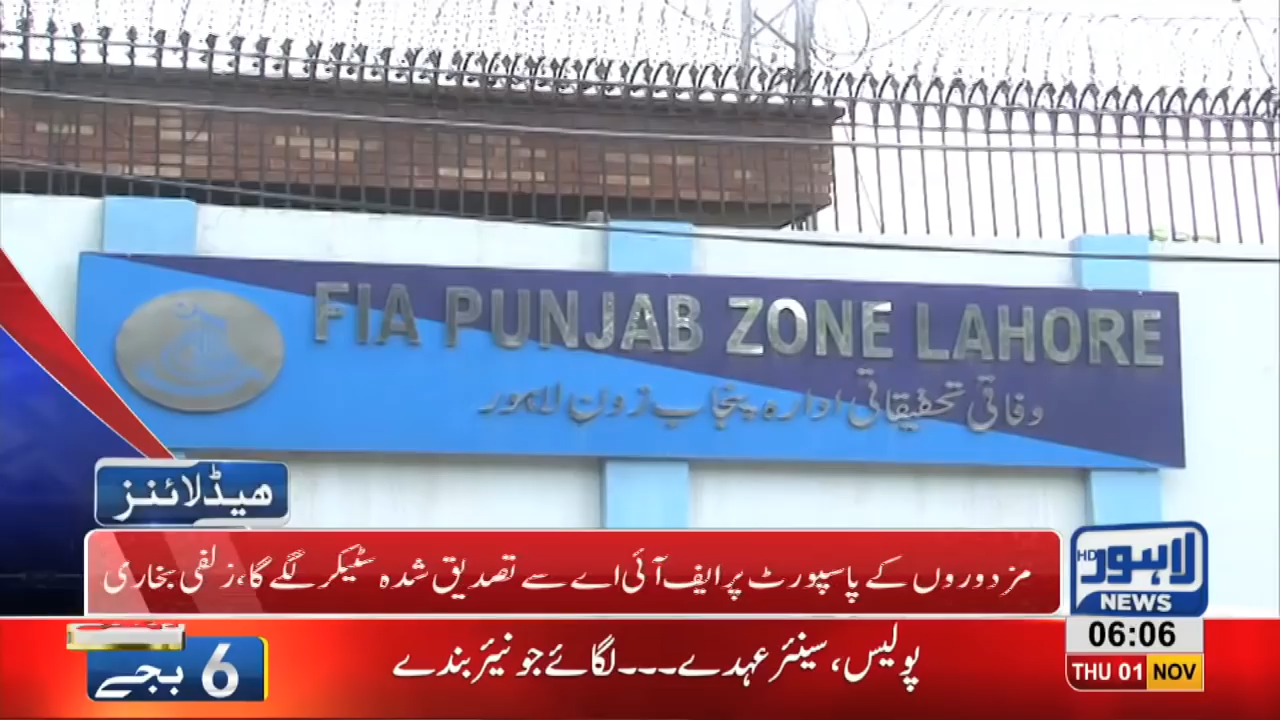 FIA PUNJAB ZONE LAHORE
وفاقی تحقیقاتی ادارہ پنجاب زون لاہور
ھیڈلائنز
مزدوروں کے پاسپورٹ پر ایف آئی اے سے تصدیق شدہ سٹیکر لگے گا، زلفی بخاری
HD لاہور
NEWS
06:06
THU 01 NOV
6 بجے
پولیس، سینئر عہدے۔۔۔ لگائے جونیئر بندے